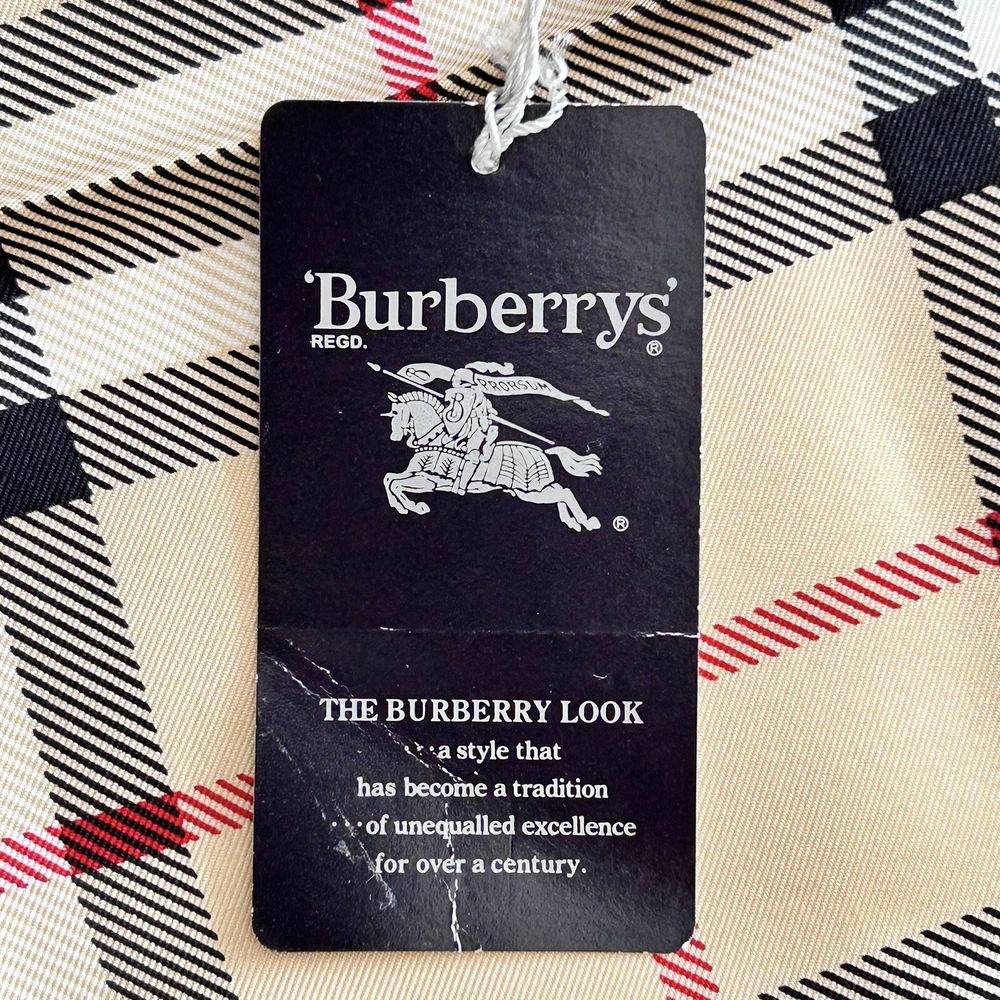 ‘Burberrys’
REGD. ®
PRORSUM
®
THE BURBERRY LOOK
...a style that
has become a tradition
...of unequalled excellence
for over a century.